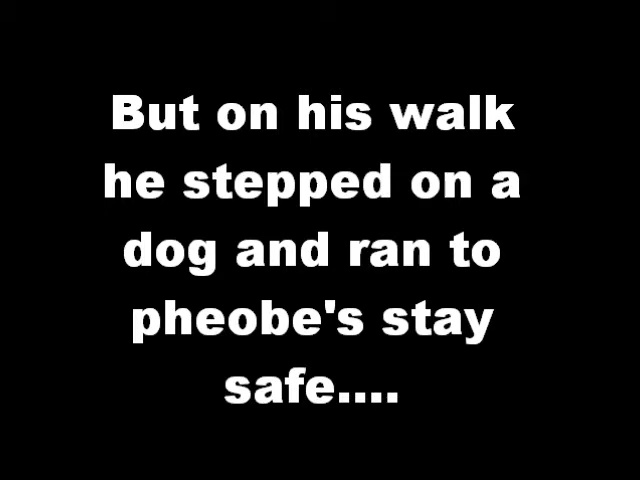 But on his walk
he stepped on a
dog and ran to
pheobe's stay
safe....